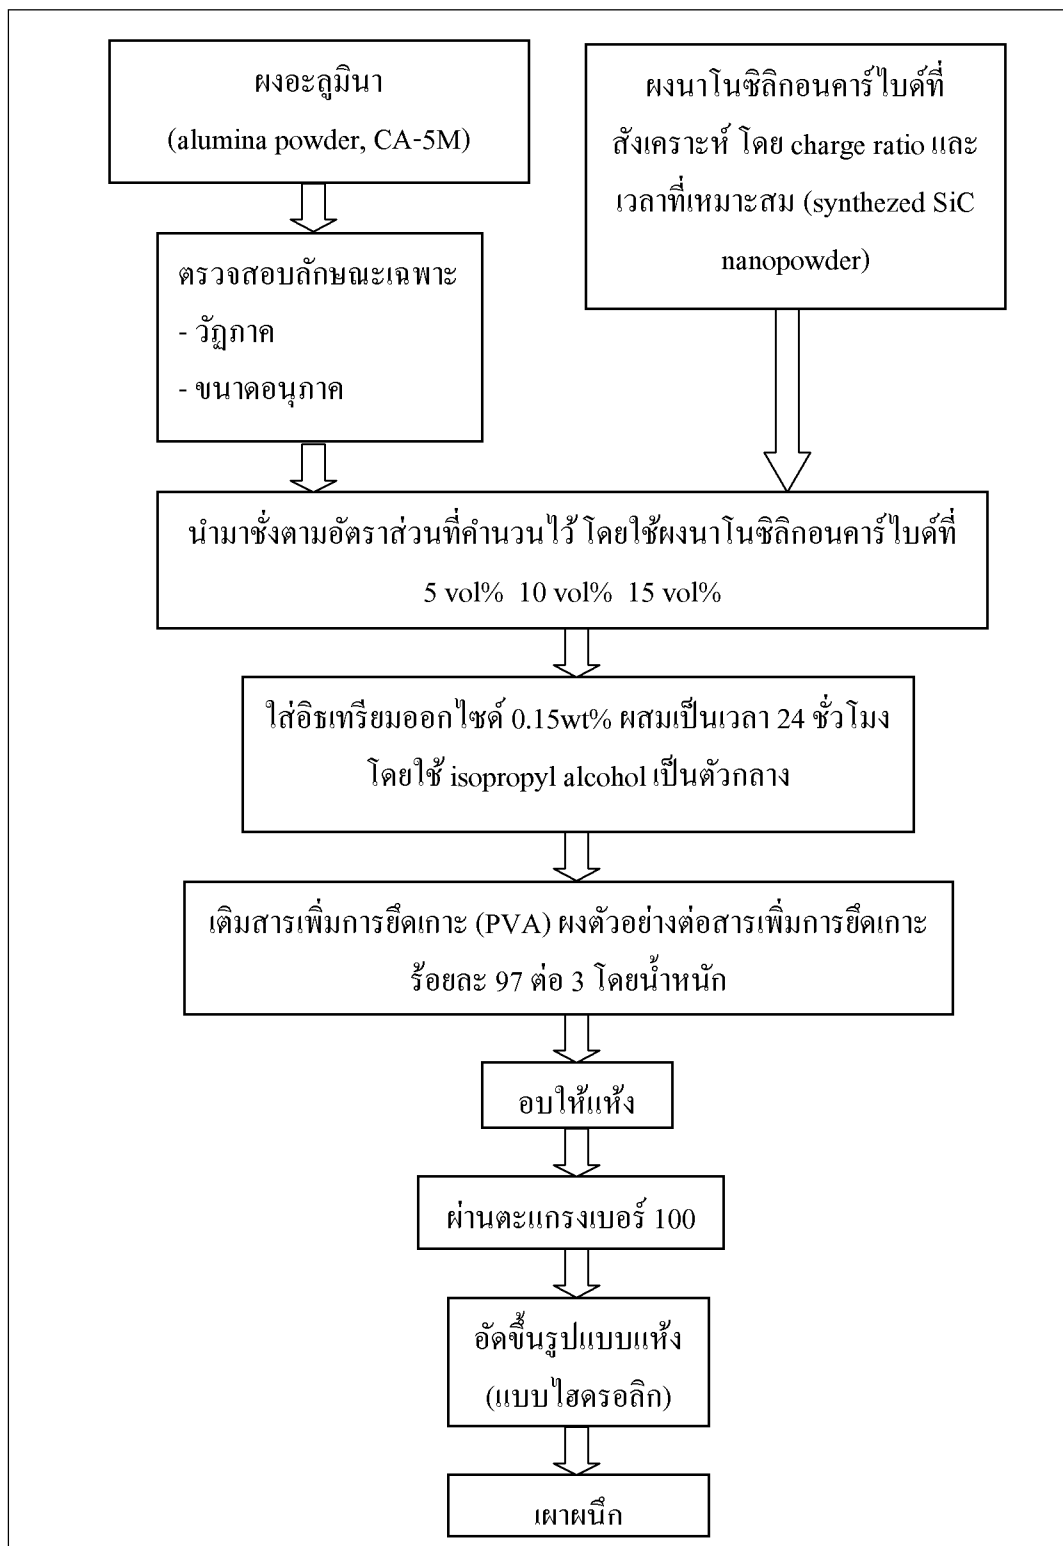 ผงอะลูมินา
(alumina powder, CA-5M)
ผงนาโนซิลิกอนคาร์ไบด์ที่
สังเคราะห์ โดย charge ratio และ
เวลาที่เหมาะสม (synthezed SiC
nanopowder)
ตรวจสอบลักษณะเฉพาะ
- วัฏภาค
- ขนาดอนุภาค
นำมาชั่งตามอัตราส่วนที่คำนวนไว้ โดยใช้ผงนาโนซิลิกอนคาร์ไบด์ที่
5 vol% 10 vol% 15 vol%
ใส่อิธเทรียมออกไซด์ 0.15wt% ผสมเป็นเวลา 24 ชั่วโมง
โดยใช้ isopropyl alcohol เป็นตัวกลาง
เติมสารเพิ่มการยึดเกาะ (PVA) ผงตัวอย่างต่อสารเพิ่มการยึดเกาะ
ร้อยละ 97 ต่อ 3 โดยน้ำหนัก
อบให้แห้ง
ผ่านตะแกรงเบอร์ 100
อัดขึ้นรูปแบบแห้ง
(แบบไฮดรอลิก)
เผาผนึก